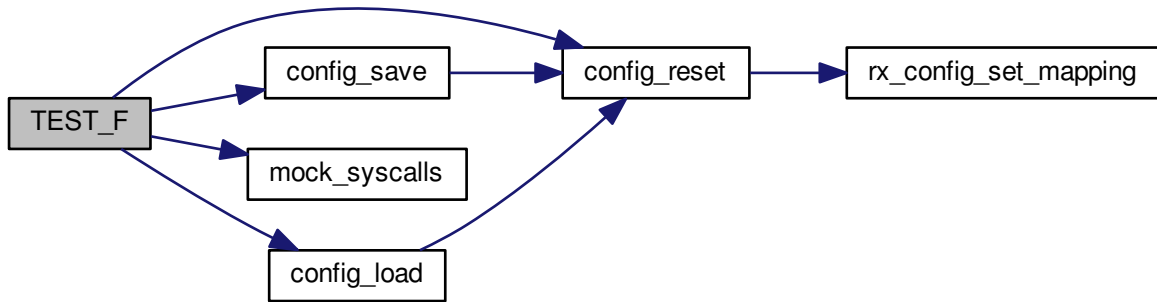 TEST_F
config_save
mock_syscalls
config_load
config_reset
rx_config_set_mapping